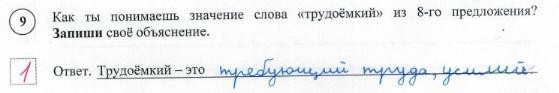 9 Как ты понимаешь значение слова «трудоёмкий» из 8-го предложения?
Запиши своё объяснение.
1 Ответ. Трудоёмкий – это требующий труда, усилий.